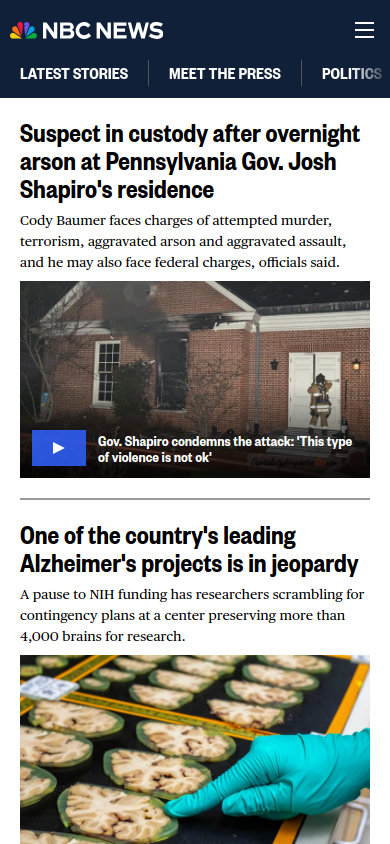 NBC NEWS
LATEST STORIES
MEET THE PRESS
POLITICS
Suspect in custody after overnight
arson at Pennsylvania Gov. Josh
Shapiro's residence
Cody Baumer faces charges of attempted murder,
terrorism, aggravated arson and aggravated assault,
and he may also face federal charges, officials said.
Gov. Shapiro condemns the attack: 'This type
of violence is not ok'
One of the country's leading
Alzheimer's projects is in jeopardy
A pause to NIH funding has researchers scrambling for
contingency plans at a center preserving more than
4,000 brains for research.